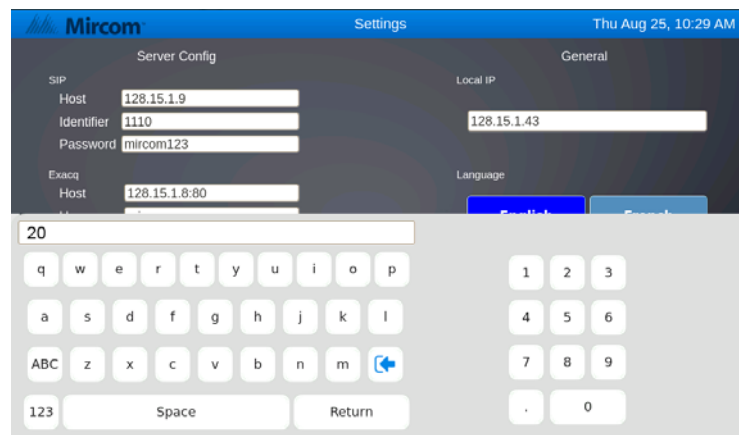 Mircom Settings Thu Aug 25, 10:29 AM
Server Config General
SIP
Local IP
Host 128.15.1.9
Identifier 1110
128.15.1.43
Password mircom123
Exacq
Language
Host 128.15.1.8:80
English French
20
q w e r t y u i o p 1 2 3
a s d f g h j k l 4 5 6
ABC z x c v b n m 7 8 9
123 Space Return . 0